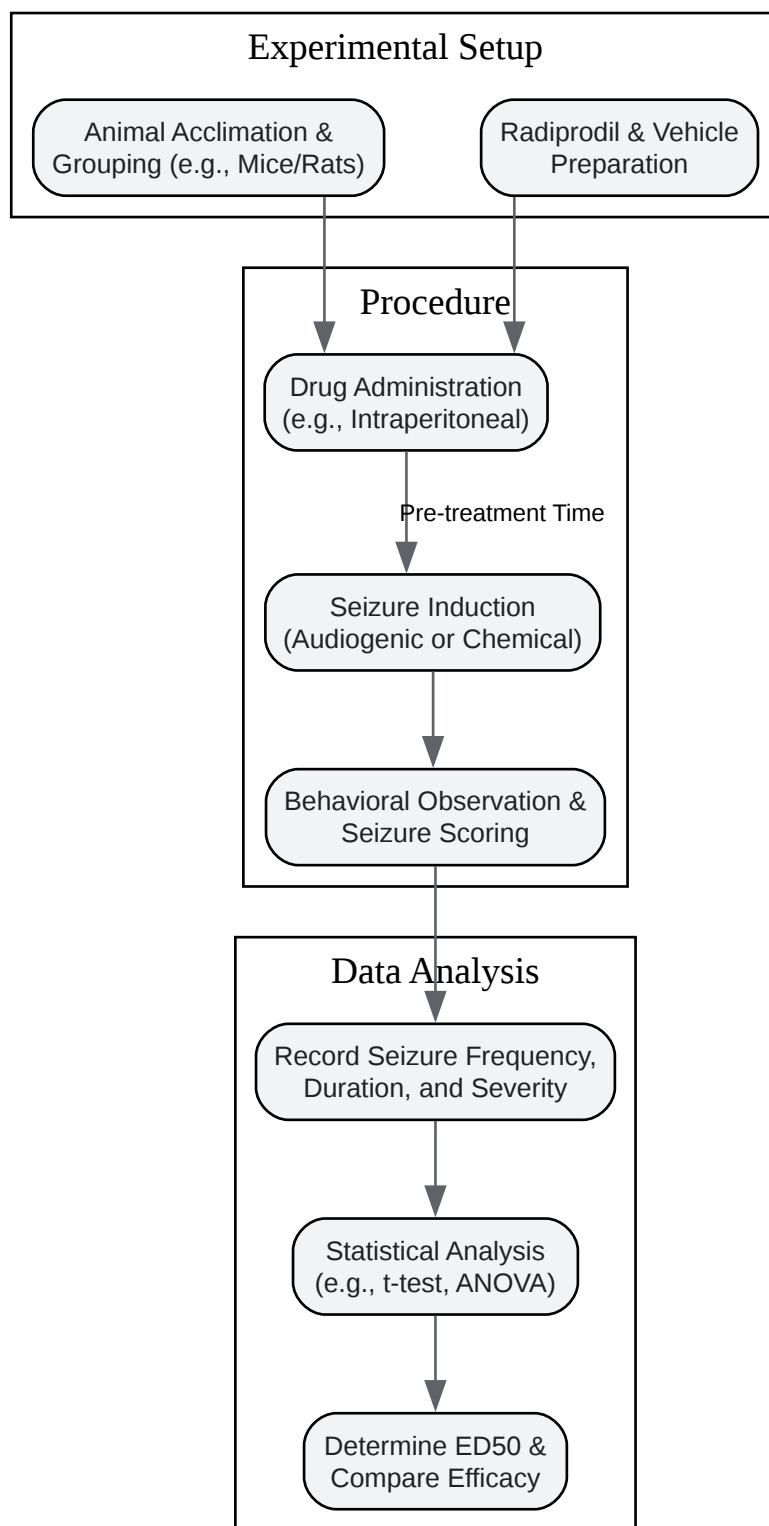 Experimental Setup
Animal Acclimation &
Grouping (e.g., Mice/Rats)
Radiprodil & Vehicle
Preparation
Procedure
Drug Administration
(e.g., Intraperitoneal)
Pre-treatment Time
Seizure Induction
(Audiogenic or Chemical)
Behavioral Observation &
Seizure Scoring
Data Analysis
Record Seizure Frequency,
Duration, and Severity
Statistical Analysis
(e.g., t-test, ANOVA)
Determine ED50 &
Compare Efficacy